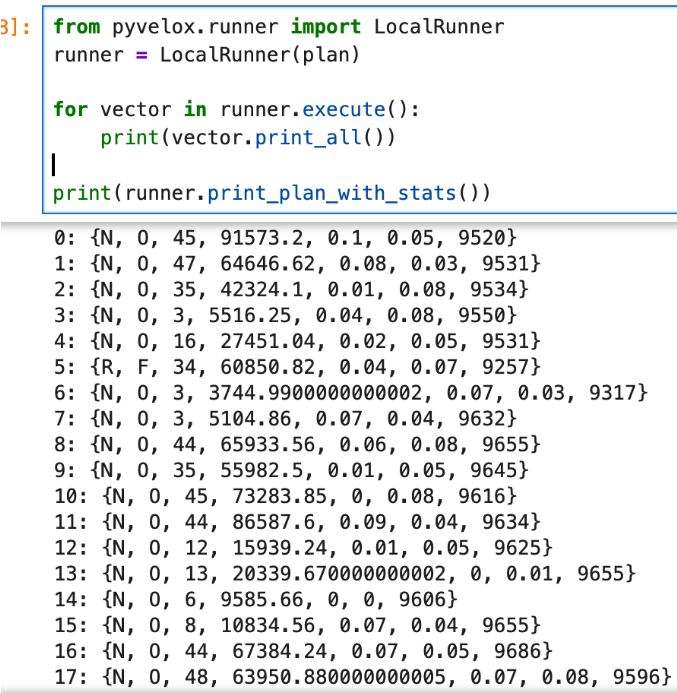 3]:
from pyvelox.runner import LocalRunner
runner = LocalRunner(plan)
for vector in runner.execute():
    print(vector.print_all())
print(runner.print_plan_with_stats())
0: {N, O, 45, 91573.2, 0.1, 0.05, 9520}
1: {N, O, 47, 64646.62, 0.08, 0.03, 9531}
2: {N, O, 35, 42324.1, 0.01, 0.08, 9534}
3: {N, O, 3, 5516.25, 0.04, 0.08, 9550}
4: {N, O, 16, 27451.04, 0.02, 0.05, 9531}
5: {R, F, 34, 60850.82, 0.04, 0.07, 9257}
6: {N, O, 3, 3744.9900000000002, 0.07, 0.03, 9317}
7: {N, O, 3, 5104.86, 0.07, 0.04, 9632}
8: {N, O, 44, 65933.56, 0.06, 0.08, 9655}
9: {N, O, 35, 55982.5, 0.01, 0.05, 9645}
10: {N, O, 45, 73283.85, 0, 0.08, 9616}
11: {N, O, 44, 86587.6, 0.09, 0.04, 9634}
12: {N, O, 12, 15939.24, 0.01, 0.05, 9625}
13: {N, O, 13, 20339.670000000002, 0, 0.01, 9655}
14: {N, O, 6, 9585.66, 0, 0, 9606}
15: {N, O, 8, 10834.56, 0.07, 0.04, 9655}
16: {N, O, 44, 67384.24, 0.07, 0.05, 9686}
17: {N, O, 48, 63950.880000000005, 0.07, 0.08, 9596}